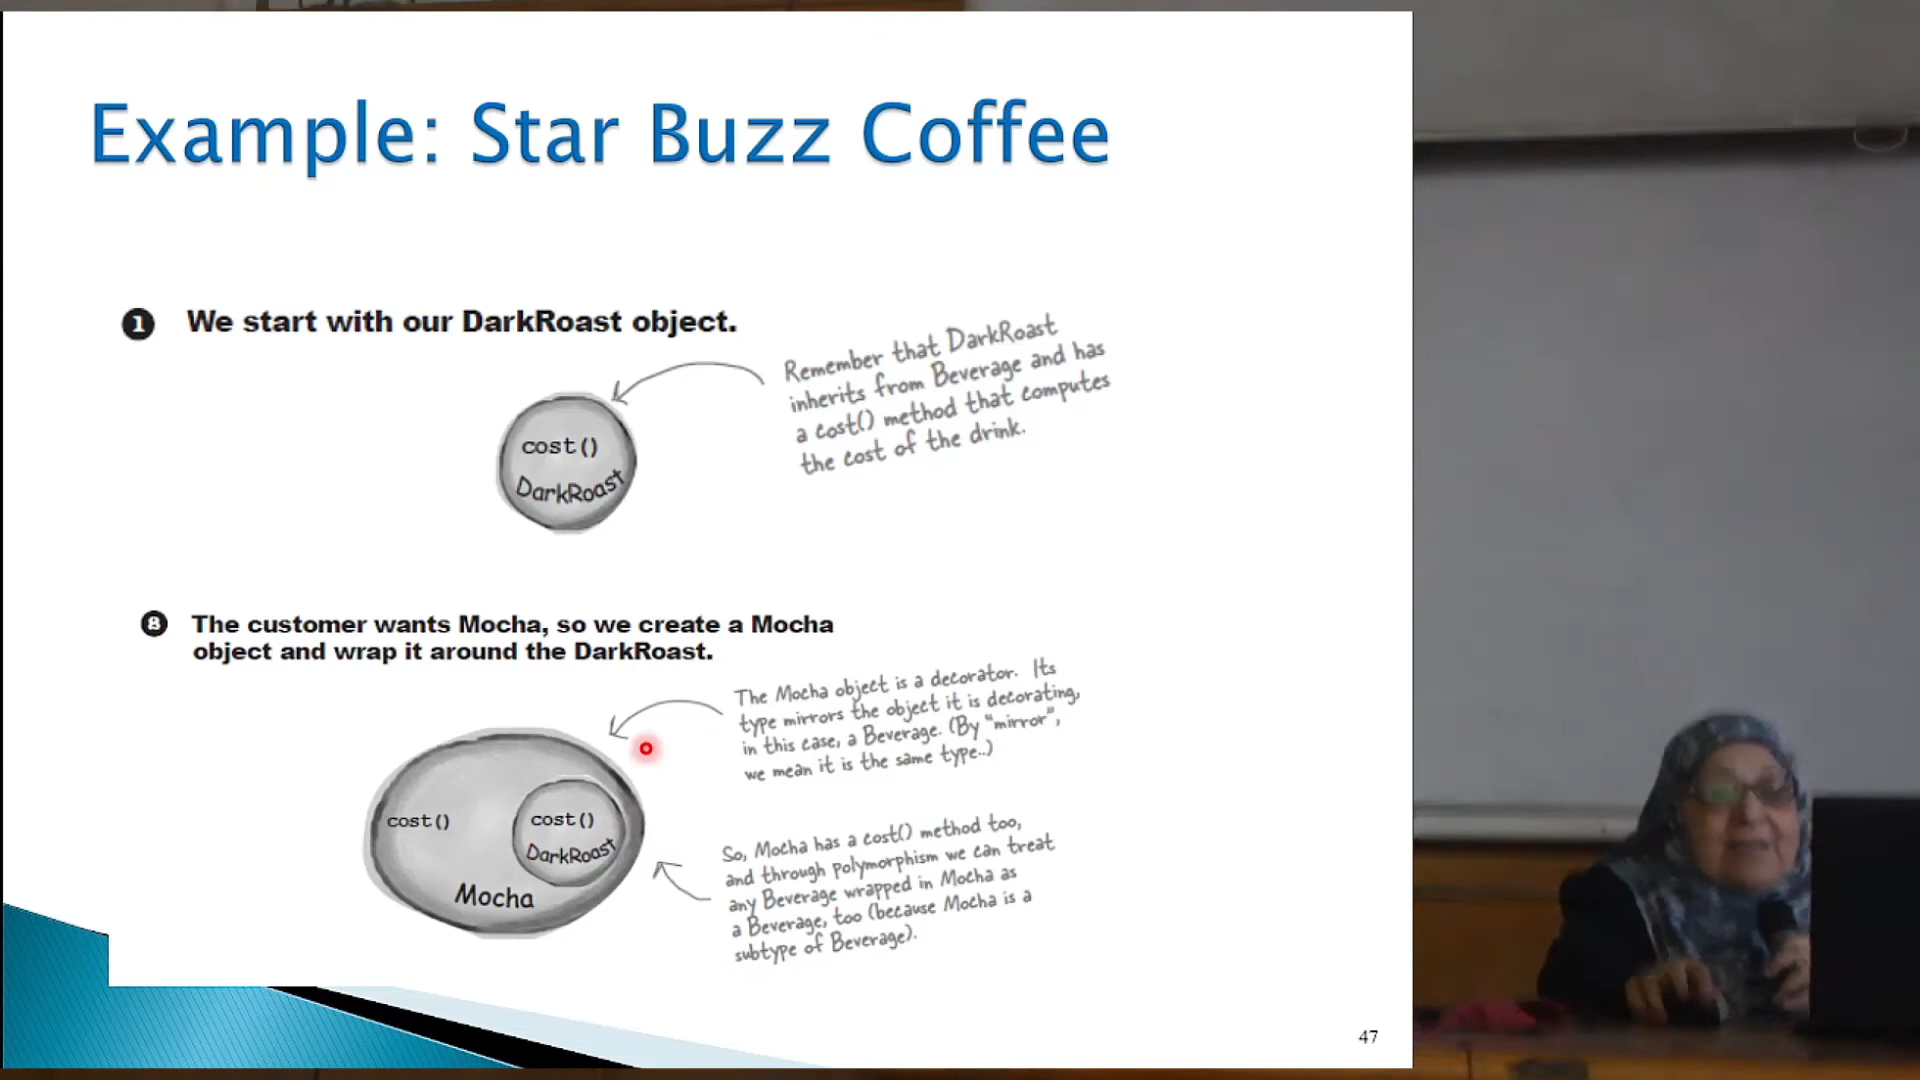 Example: Star Buzz Coffee
1 We start with our DarkRoast object.
Remember that DarkRoast
inherits from Beverage and has
a cost() method that computes
the cost of the drink.
cost()
DarkRoast
8 The customer wants Mocha, so we create a Mocha
object and wrap it around the DarkRoast.
The Mocha object is a decorator. Its
type mirrors the object it is decorating,
in this case, a Beverage. (By "mirror",
we mean it is the same type..)
cost()
cost()
DarkRoast
Mocha
So, Mocha has a cost() method too,
and through polymorphism we can treat
any Beverage wrapped in Mocha as
a Beverage, too (because Mocha is a
subtype of Beverage).
47